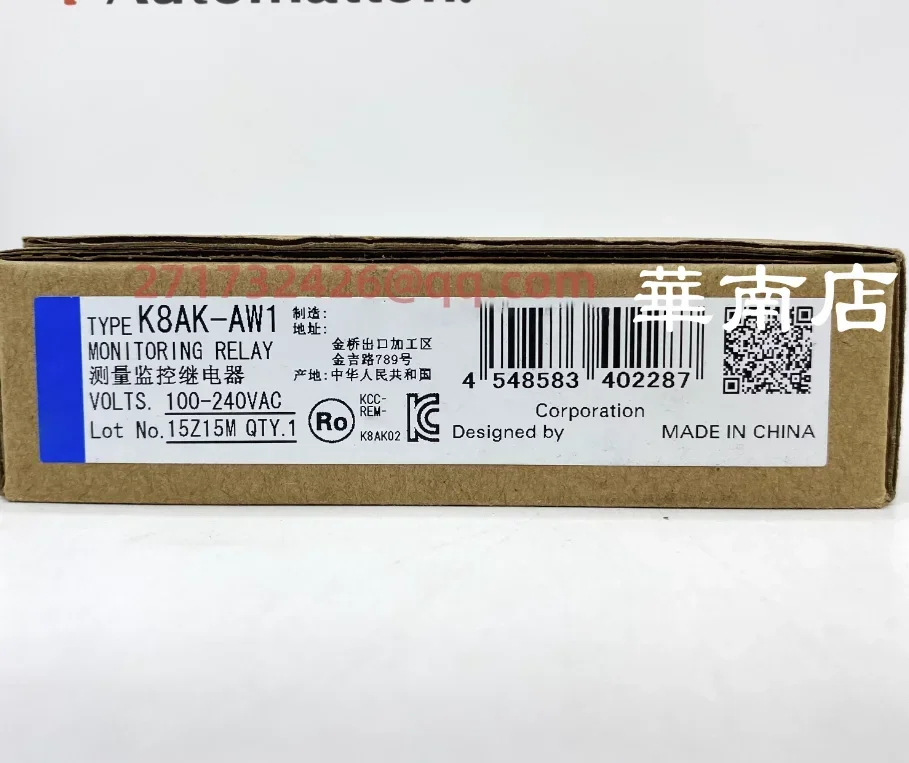 Automation.
271732426@qq.com
華南店
TYPE K8AK-AW1
MONITORING RELAY
测量监控继电器
VOLTS. 100-240VAC
Lot No. 15Z15M QTY.1
制造:
地址:
金桥出口加工区
金吉路789号
产地:中华人民共和国
Ro
KCC-
REM-
K8AK02
4 548583 402287
Corporation
Designed by
MADE IN CHINA